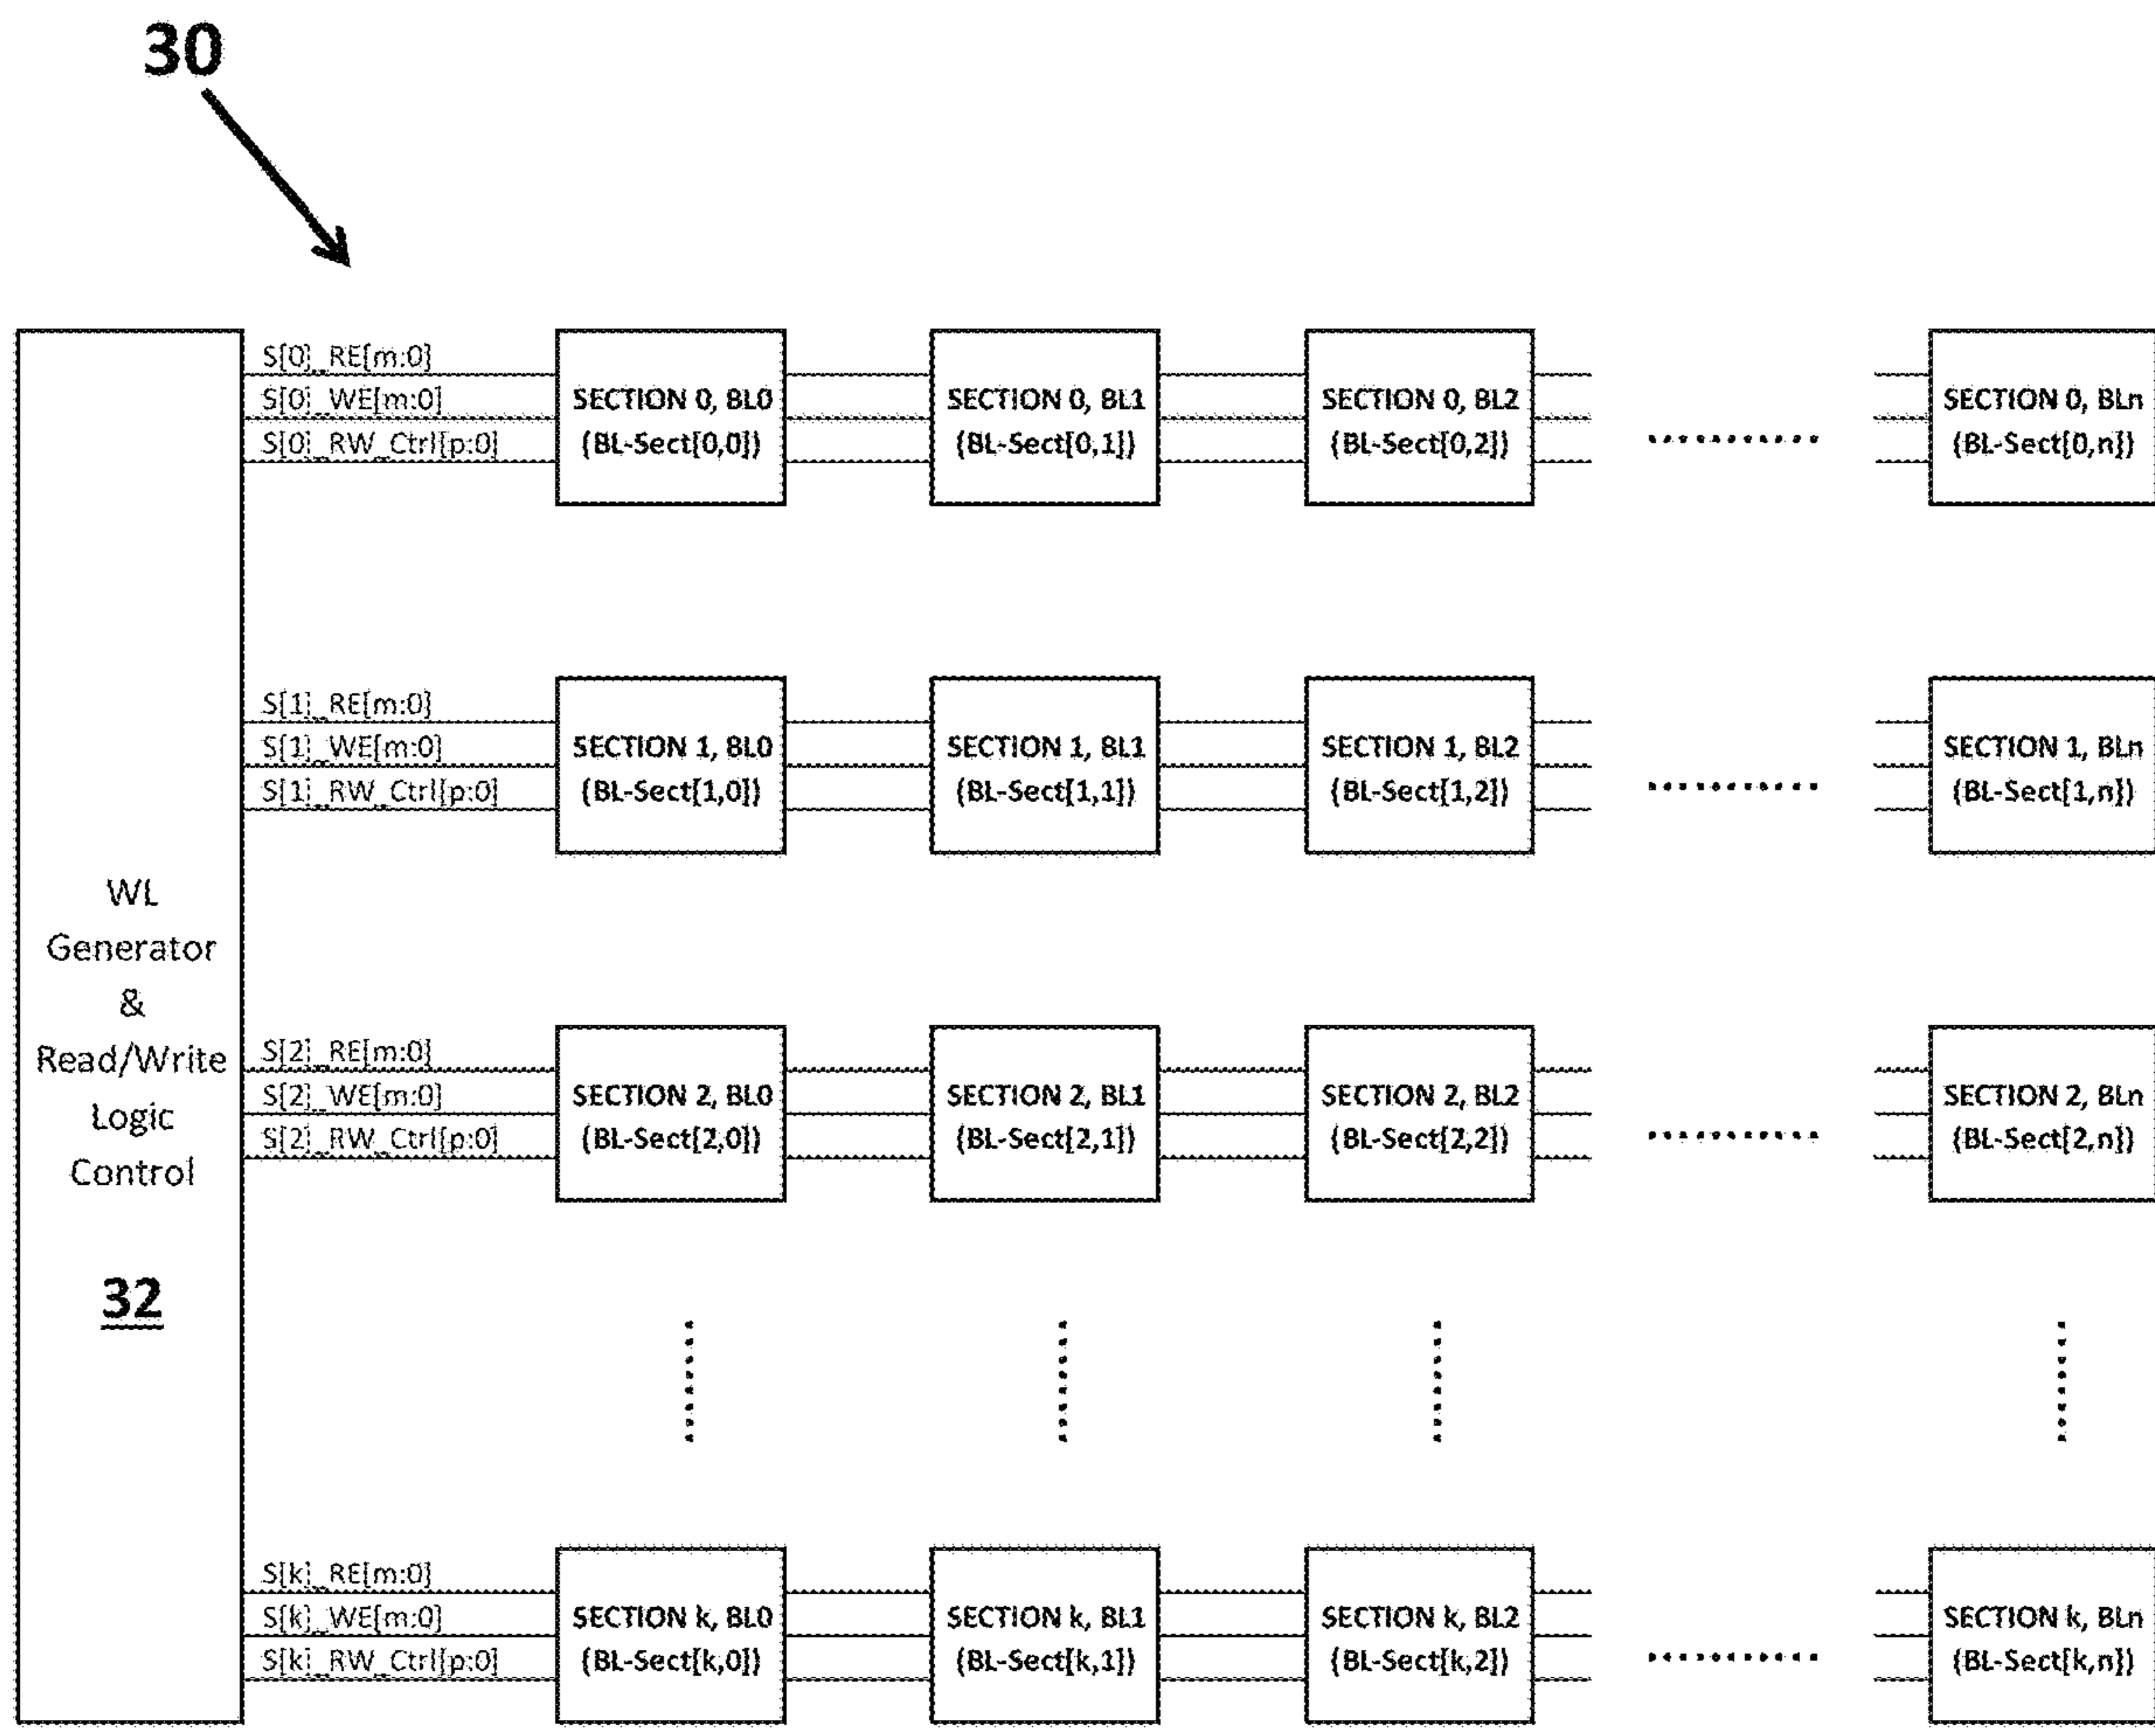 30
S[0]_RE[m:0]
S[0]_WE[m:0]
S[0]_RW_Ctrl[p:0]
SECTION 0, BL0
(BL-Sect[0,0])
SECTION 0, BL1
(BL-Sect[0,1])
SECTION 0, BL2
(BL-Sect[0,2])
SECTION 0, BLn
(BL-Sect[0,n])
S[1]_RE[m:0]
S[1]_WE[m:0]
S[1]_RW_Ctrl[p:0]
SECTION 1, BL0
(BL-Sect[1,0])
SECTION 1, BL1
(BL-Sect[1,1])
SECTION 1, BL2
(BL-Sect[1,2])
SECTION 1, BLn
(BL-Sect[1,n])
WL
Generator
&
Read/Write
Logic
Control
32
S[2]_RE[m:0]
S[2]_WE[m:0]
S[2]_RW_Ctrl[p:0]
SECTION 2, BL0
(BL-Sect[2,0])
SECTION 2, BL1
(BL-Sect[2,1])
SECTION 2, BL2
(BL-Sect[2,2])
SECTION 2, BLn
(BL-Sect[2,n])
S[k]_RE[m:0]
S[k]_WE[m:0]
S[k]_RW_Ctrl[p:0]
SECTION k, BL0
(BL-Sect[k,0])
SECTION k, BL1
(BL-Sect[k,1])
SECTION k, BL2
(BL-Sect[k,2])
SECTION k, BLn
(BL-Sect[k,n])